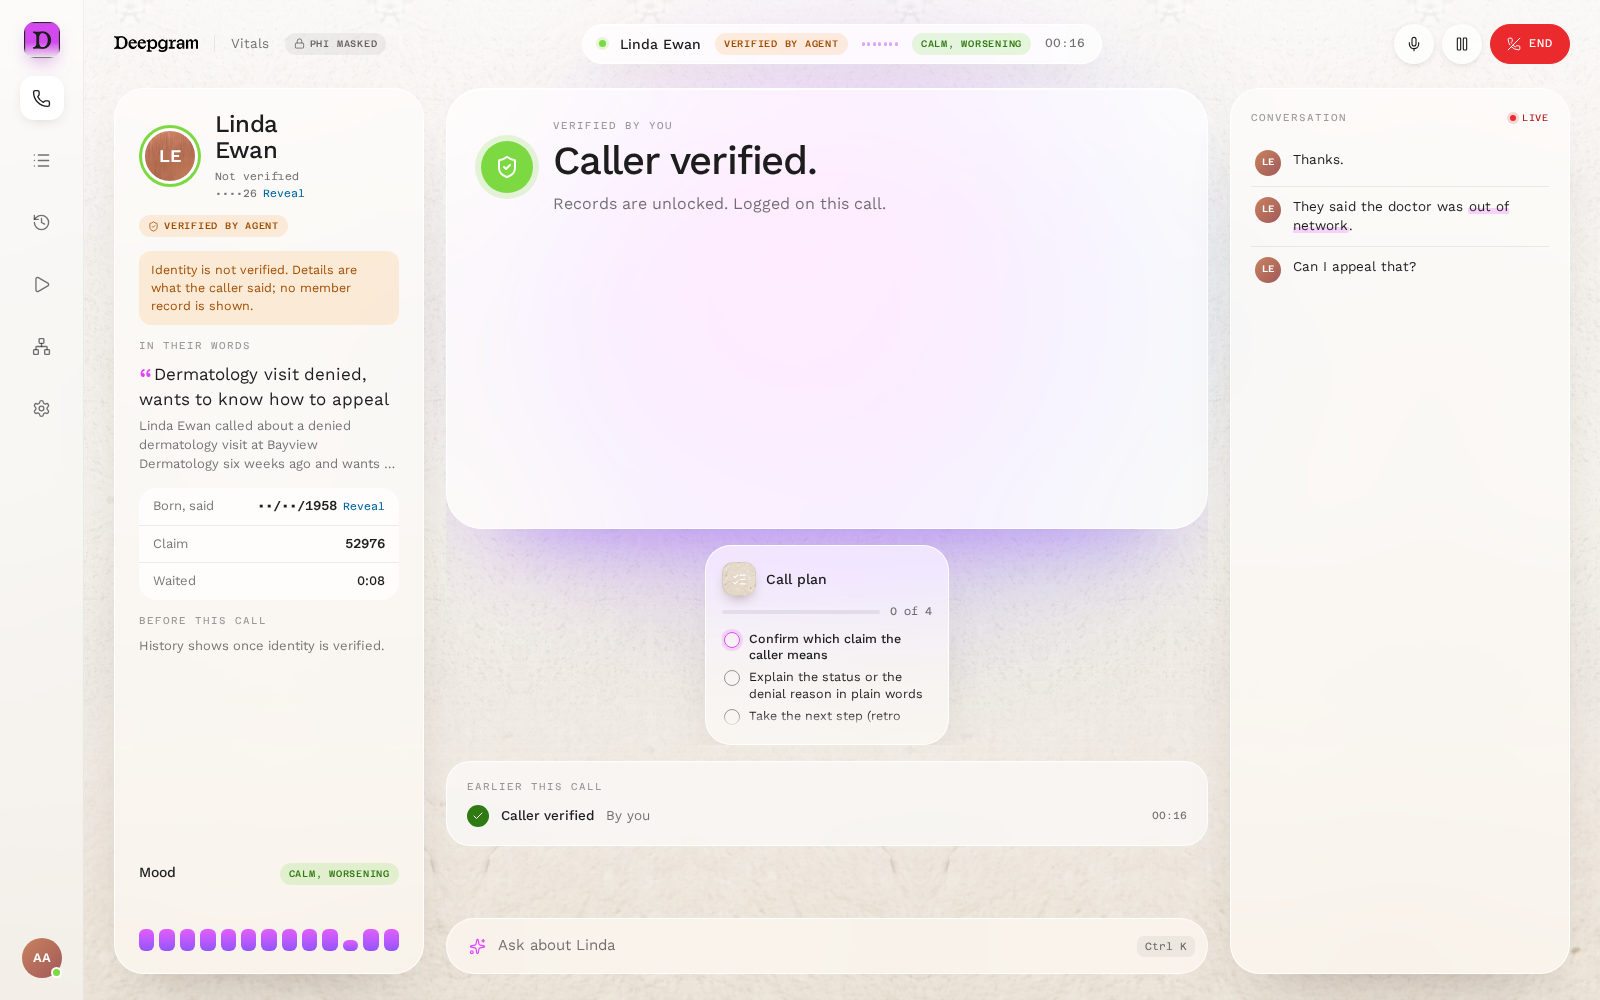 D
Deepgram
Vitals
PHI MASKED
Linda Ewan
VERIFIED BY AGENT
CALM, WORSENING
00:16
END
LE
Linda
Ewan
Not verified
••••26 Reveal
VERIFIED BY AGENT
Identity is not verified. Details are
what the caller said; no member
record is shown.
IN THEIR WORDS
“Dermatology visit denied,
wants to know how to appeal
Linda Ewan called about a denied
dermatology visit at Bayview
Dermatology six weeks ago and wants ...
Born, said ••/••/1958 Reveal
Claim 52976
Waited 0:08
BEFORE THIS CALL
History shows once identity is verified.
Mood CALM, WORSENING
AA
VERIFIED BY YOU
Caller verified.
Records are unlocked. Logged on this call.
Call plan
0 of 4
Confirm which claim the
caller means
Explain the status or the
denial reason in plain words
Take the next step (retro
EARLIER THIS CALL
Caller verified By you 00:16
Ask about Linda Ctrl K
CONVERSATION LIVE
LE Thanks.
LE They said the doctor was out of
network.
LE Can I appeal that?